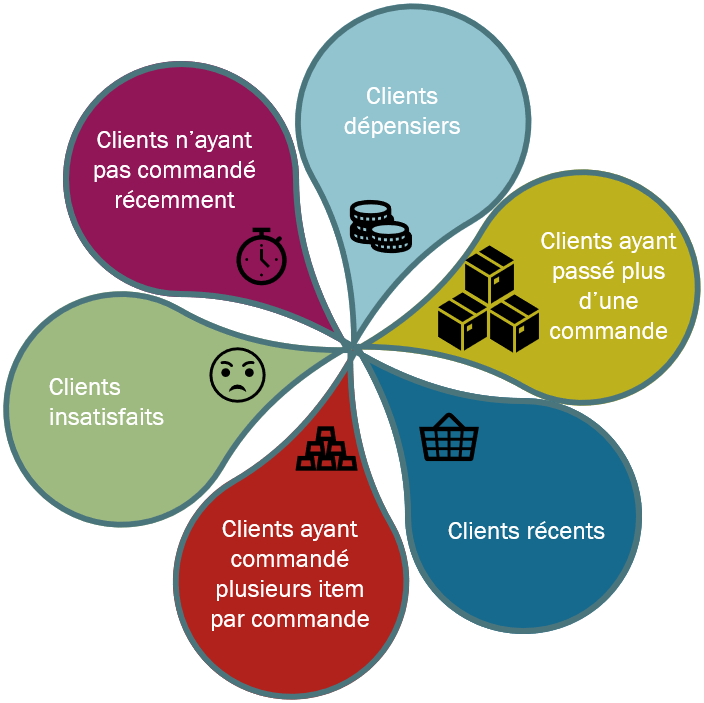 Clients
dépensiers
Clients n’ayant
pas commandé
récemment
Clients ayant
passé plus
d’une
commande
Clients
insatisfaits
Clients récents
Clients ayant
commandé
plusieurs item
par commande